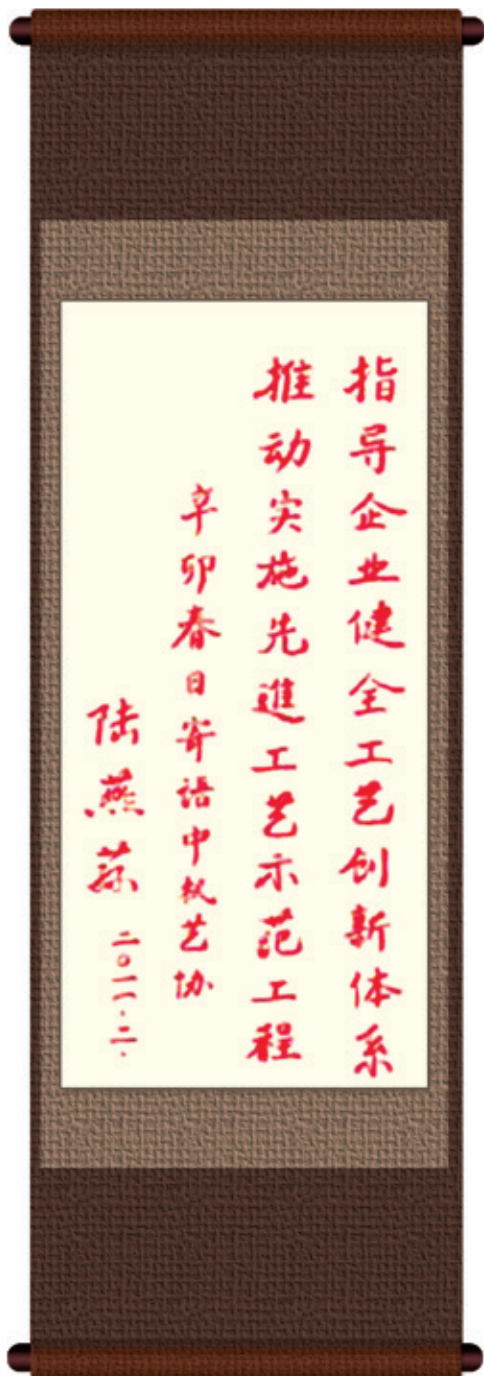 指导企业健全工艺创新体系
推动实施先進工艺示范工程
辛卯春日寄语中机艺协
陆燕荪
二〇一一·二·